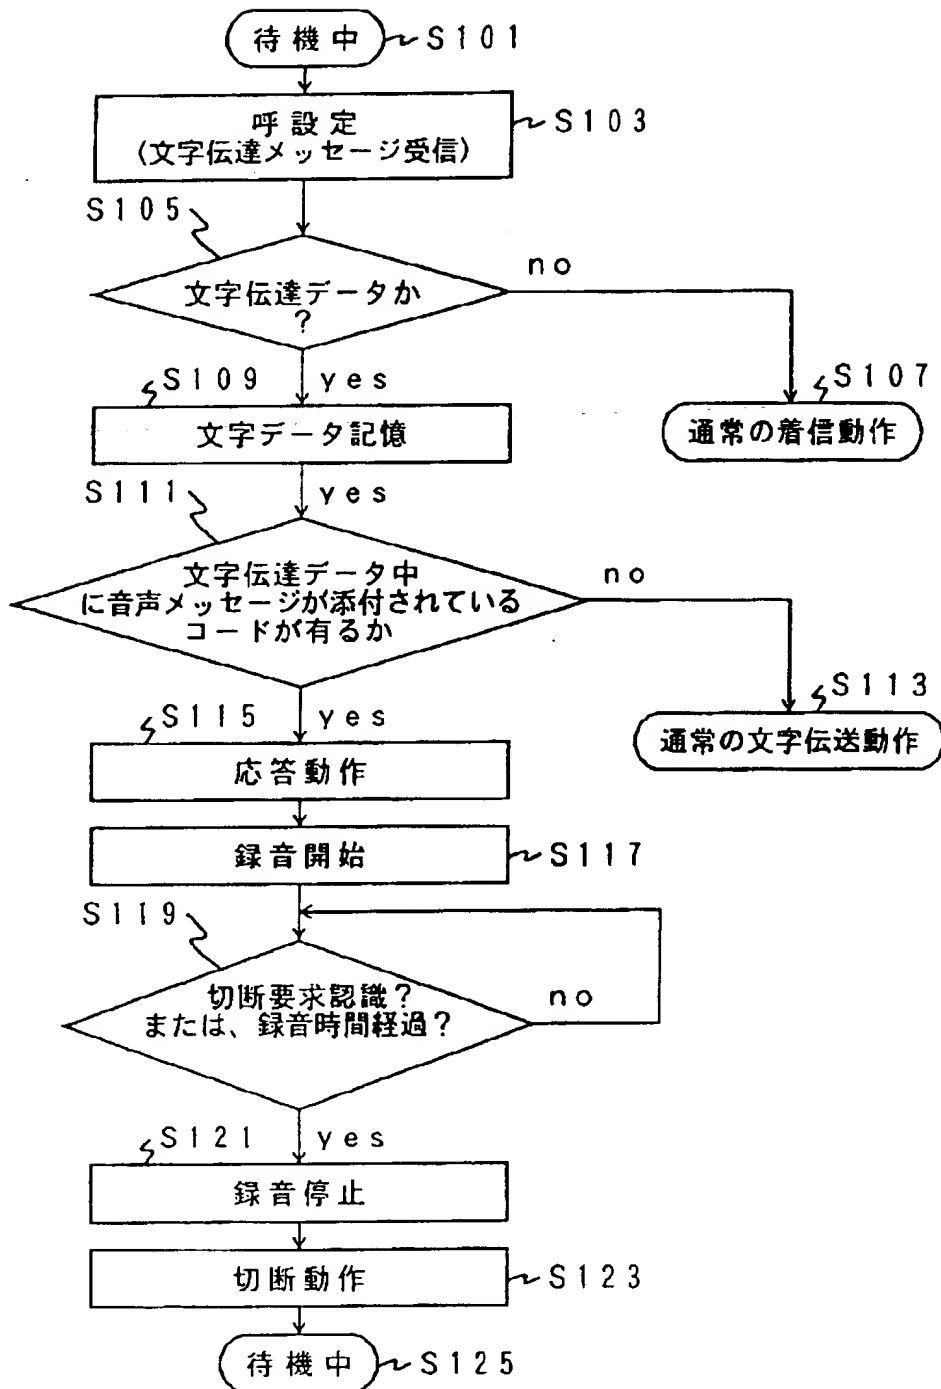 待機中 S101
呼設定 S103
(文字伝達メッセージ受信)
S105
文字伝達データか
?
no
S109 yes
S107
文字データ記憶
通常の着信動作
S111 yes
文字伝達データ中
に音声メッセージが添付されている
コードが有るか
no
S113
S115 yes
通常の文字伝送動作
応答動作
録音開始 S117
S119
切断要求認識?
または、録音時間経過?
no
S121 yes
録音停止
切断動作 S123
待機中 S125